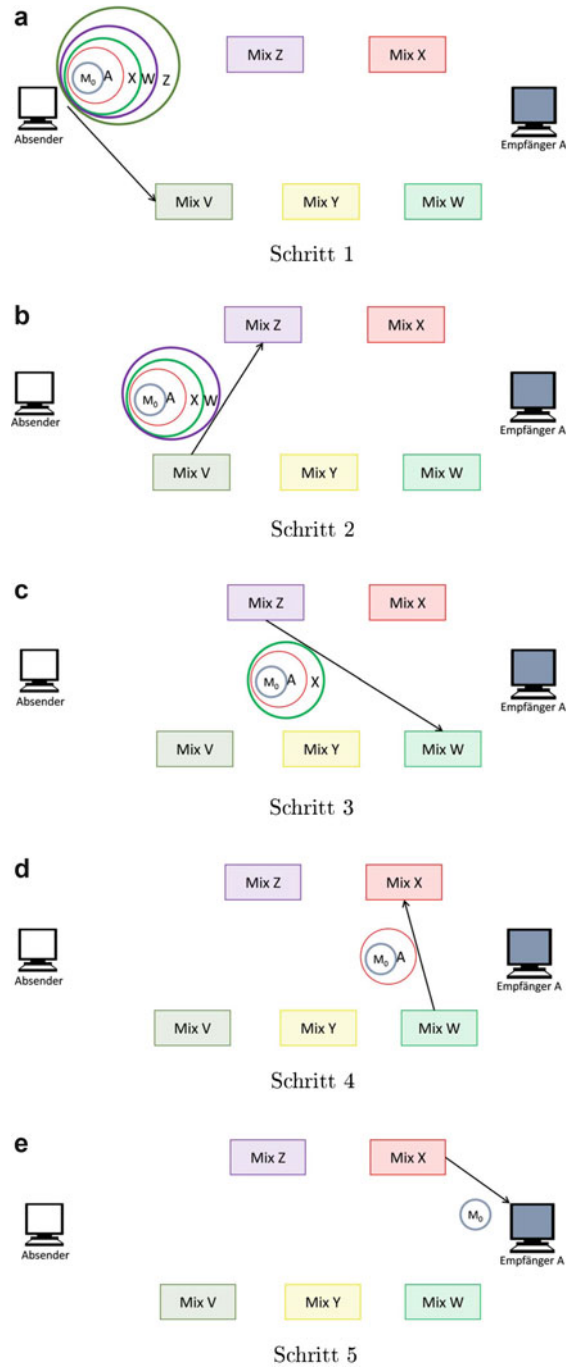 a
Mix Z Mix X
M₀ A X W Z
Absender Empfänger A
Mix V Mix Y Mix W
Schritt 1
b
Mix Z Mix X
M₀ A X W
Absender Empfänger A
Mix V Mix Y Mix W
Schritt 2
c
Mix Z Mix X
M₀ A X
Absender Empfänger A
Mix V Mix Y Mix W
Schritt 3
d
Mix Z Mix X
M₀ A
Absender Empfänger A
Mix V Mix Y Mix W
Schritt 4
e
Mix Z Mix X
M₀
Absender Empfänger A
Mix V Mix Y Mix W
Schritt 5